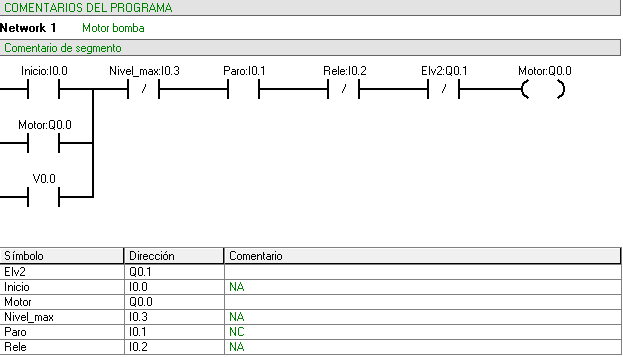 COMENTARIOS DEL PROGRAMA
Network 1 Motor bomba
Comentario de segmento
Inicio:I0.0 Nivel_max:I0.3 Paro:I0.1 Rele:I0.2 Elv2:Q0.1 Motor:Q0.0
Motor:Q0.0
V0.0
Símbolo Dirección Comentario
Elv2 Q0.1
Inicio I0.0 NA
Motor Q0.0
Nivel_max I0.3 NA
Paro I0.1 NC
Rele I0.2 NA